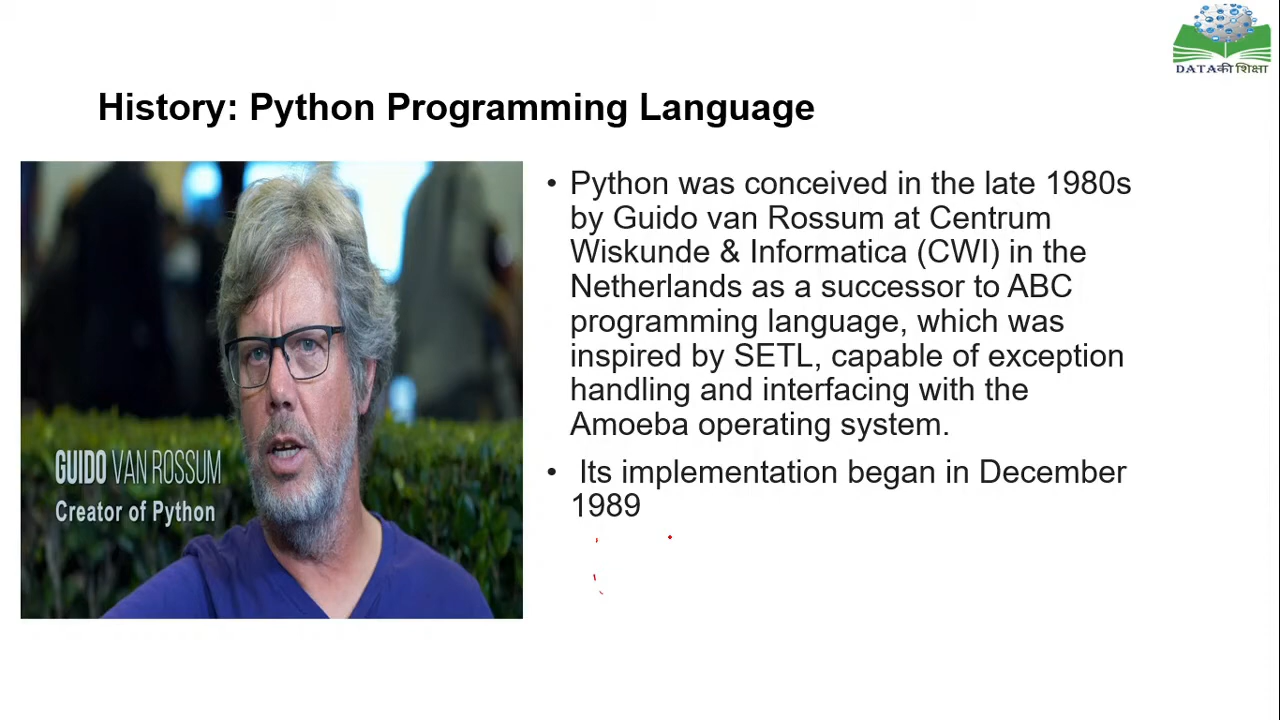 DATAकी शिक्षा
History: Python Programming Language
GUIDO VAN ROSSUM
Creator of Python
• Python was conceived in the late 1980s
by Guido van Rossum at Centrum
Wiskunde & Informatica (CWI) in the
Netherlands as a successor to ABC
programming language, which was
inspired by SETL, capable of exception
handling and interfacing with the
Amoeba operating system.
• Its implementation began in December
1989